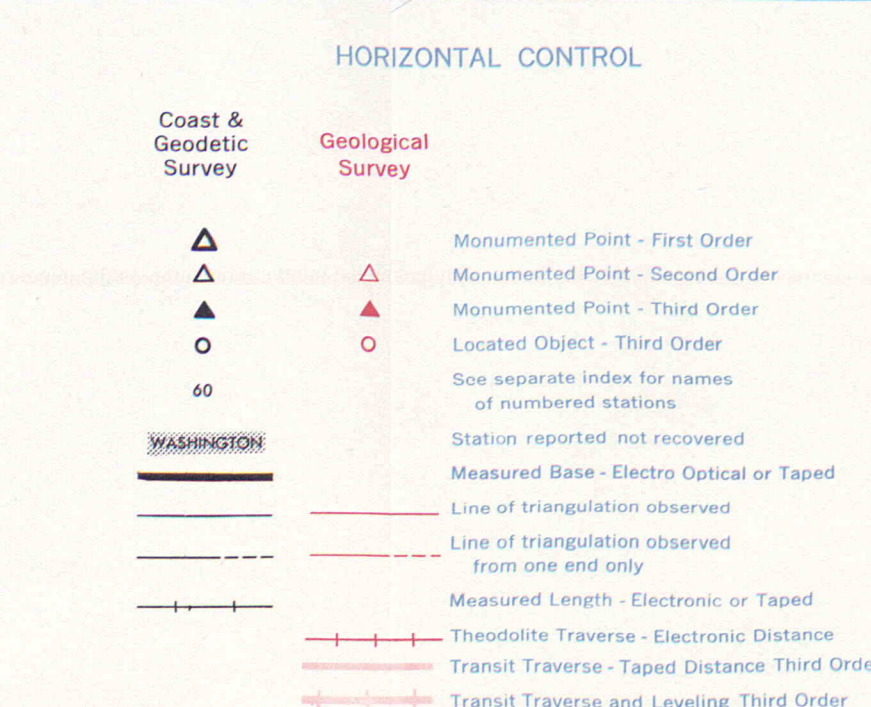 HORIZONTAL CONTROL
Coast &
Geodetic
Survey
Geological
Survey
Monumented Point - First Order
Monumented Point - Second Order
Monumented Point - Third Order
Located Object - Third Order
60
See separate index for names
of numbered stations
WASHINGTON
Station reported not recovered
Measured Base - Electro Optical or Taped
Line of triangulation observed
Line of triangulation observed
from one end only
Measured Length - Electronic or Taped
Theodolite Traverse - Electronic Distance
Transit Traverse - Taped Distance Third Orde
Transit Traverse and Leveling Third Order